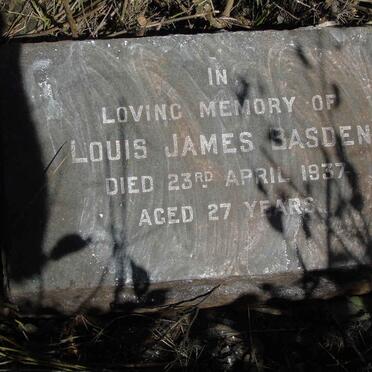 IN
LOVING MEMORY OF
LOUIS JAMES BASDEN
DIED 23RD APRIL 1937
AGED 27 YEARS.